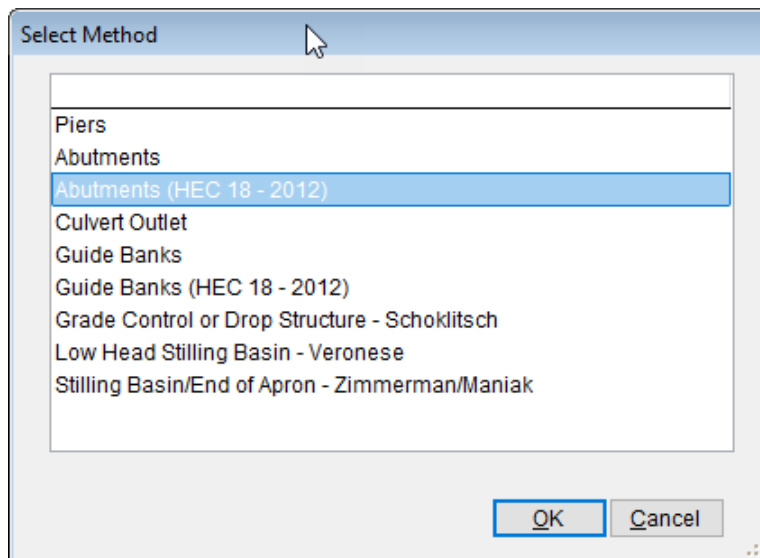 Select Method
Piers
Abutments
Abutments (HEC 18 - 2012)
Culvert Outlet
Guide Banks
Guide Banks (HEC 18 - 2012)
Grade Control or Drop Structure - Schoklitsch
Low Head Stilling Basin - Veronese
Stilling Basin/End of Apron - Zimmerman/Maniak
OK Cancel